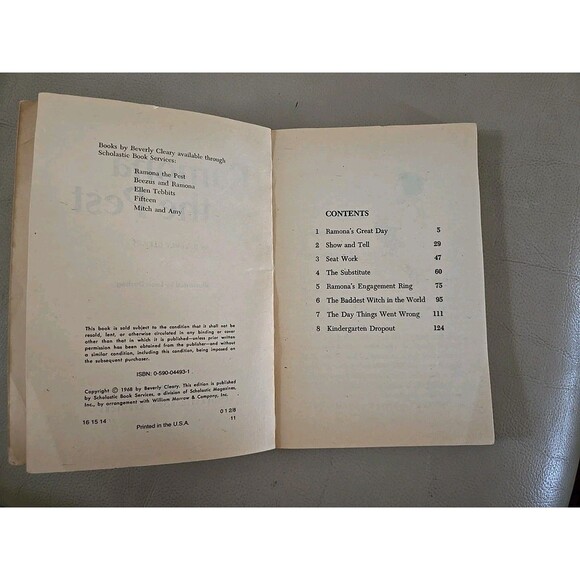 Books by Beverly Cleary available through
Scholastic Book Services:
Ramona the Pest
Beezus and Ramona
Ellen Tebbits
Fifteen
Mitch and Amy
This book is sold subject to the condition that it shall not be
resold, lent, or otherwise circulated in any binding or cover
other than that in which it is published—unless prior written
permission has been obtained from the publisher—and without
a similar condition, including this condition, being imposed on
the subsequent purchaser.
ISBN: 0-590-04493-1
Copyright © 1968 by Beverly Cleary. This edition is published
by Scholastic Book Services, a division of Scholastic Magazines,
Inc., by arrangement with William Morrow & Company, Inc.
16 15 14 0 1 2/8
Printed in the U.S.A. 11
CONTENTS
1 Ramona's Great Day 5
2 Show and Tell 29
3 Seat Work 47
4 The Substitute 60
5 Ramona's Engagement Ring 75
6 The Baddest Witch in the World 95
7 The Day Things Went Wrong 111
8 Kindergarten Dropout 124